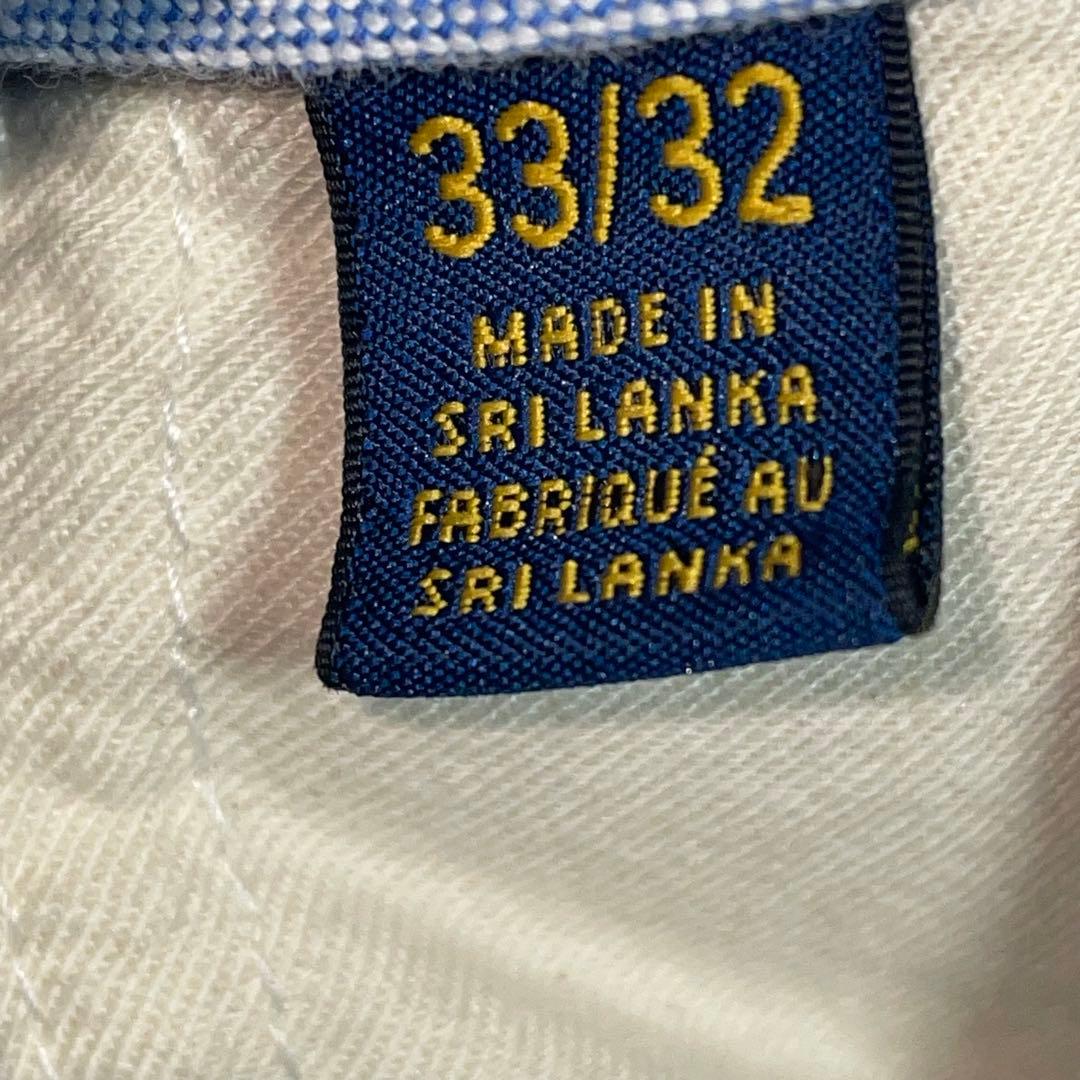 33/32
MADE IN
SRI LANKA
FABRIQUÉ AU
SRI LANKA